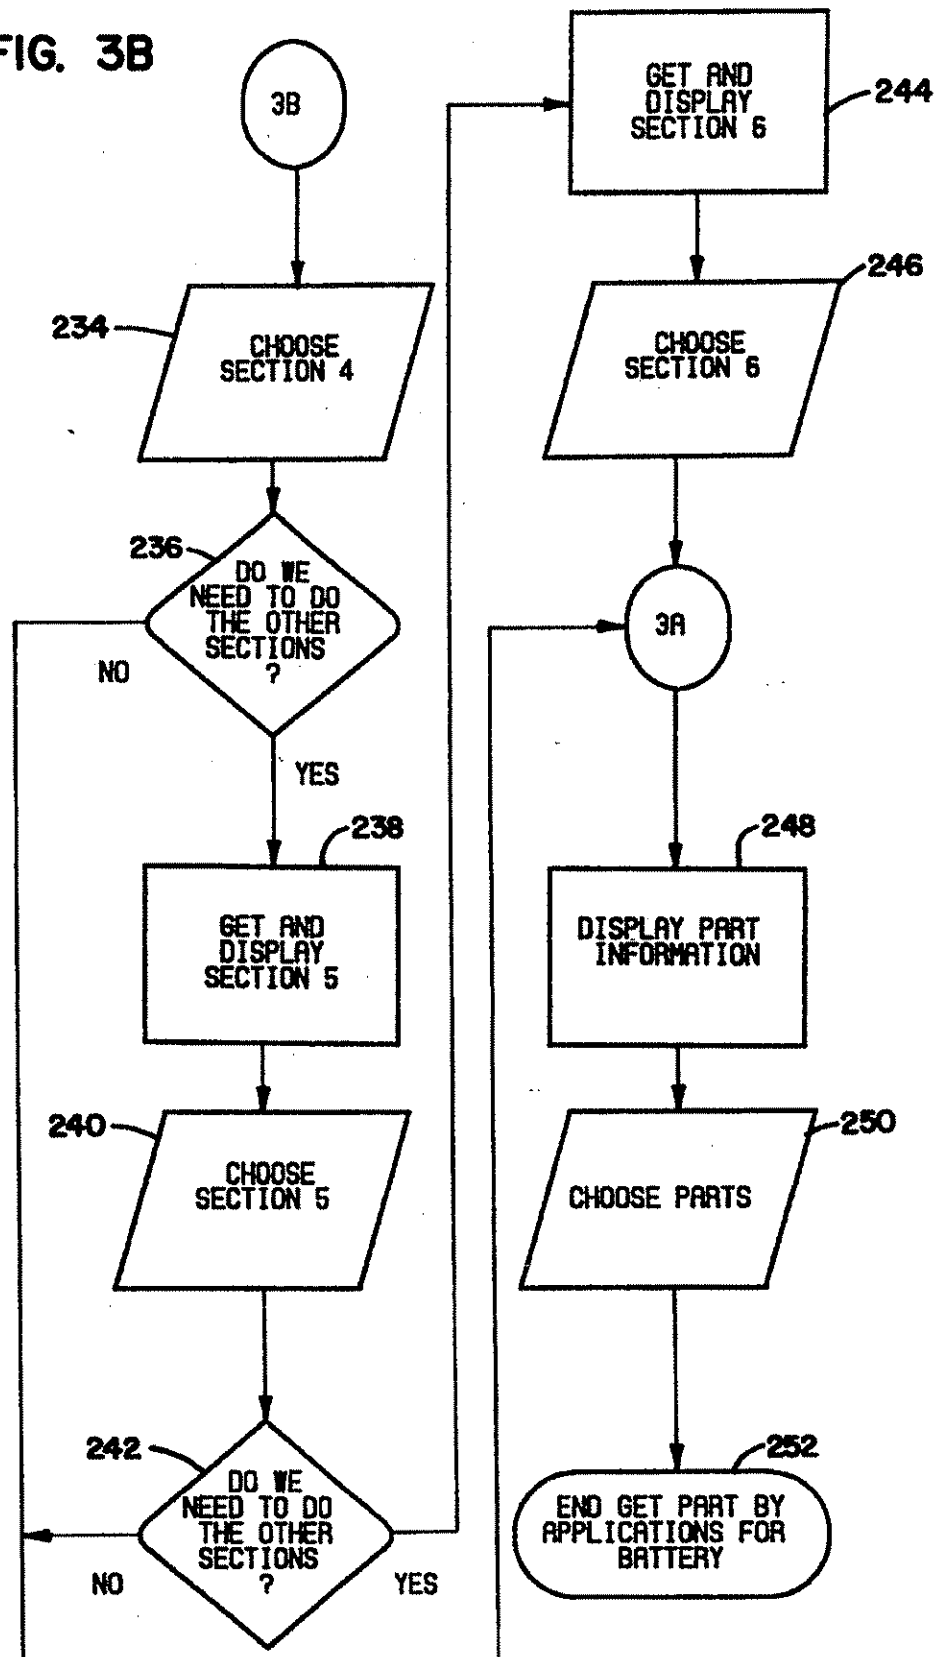 FIG. 3B
3B
234
CHOOSE
SECTION 4
236
DO WE
NEED TO DO
THE OTHER
SECTIONS
?
NO
YES
238
GET AND
DISPLAY
SECTION 5
240
CHOOSE
SECTION 5
242
DO WE
NEED TO DO
THE OTHER
SECTIONS
?
NO
YES
GET AND
DISPLAY
SECTION 6
244
246
CHOOSE
SECTION 6
3A
248
DISPLAY PART
INFORMATION
250
CHOOSE PARTS
252
END GET PART BY
APPLICATIONS FOR
BATTERY